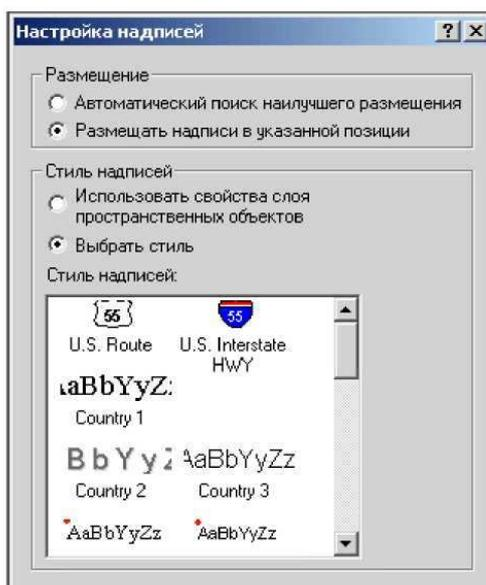 Настройка надписей
Размещение
Автоматический поиск наилучшего размещения
Размещать надписи в указанной позиции
Стиль надписей
Использовать свойства слоя
пространственных объектов
Выбрать стиль
Стиль надписей:
55 55
U.S. Route U.S. Interstate
HWY
aBbYyZ
Country 1
BbYyZ AaBbYyZz
Country 2 Country 3
AaBbYyZz AaBbYyZz